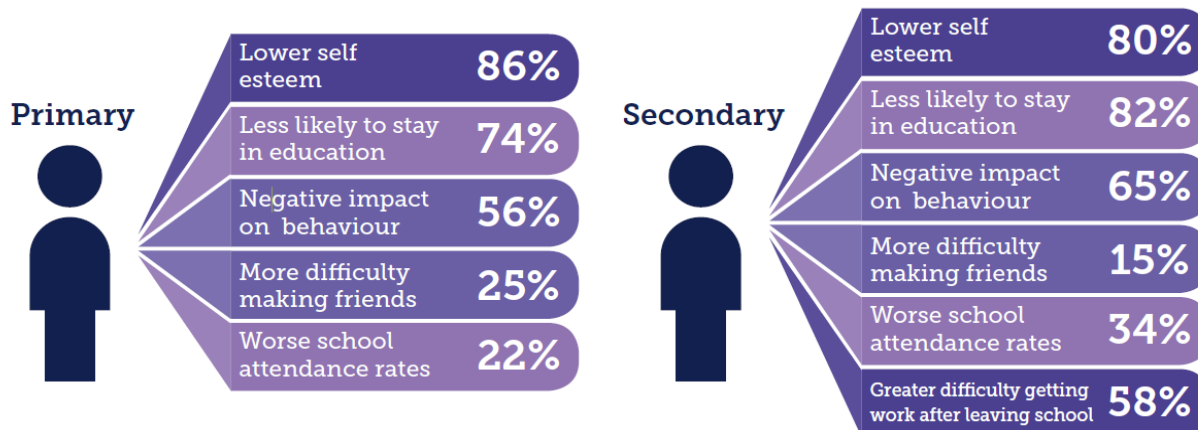 Primary
Lower self
esteem
86%
Less likely to stay
in education
74%
Negative impact
on behaviour
56%
More difficulty
making friends
25%
Worse school
attendance rates
22%
Secondary
Lower self
esteem
80%
Less likely to stay
in education
82%
Negative impact
on behaviour
65%
More difficulty
making friends
15%
Worse school
attendance rates
34%
Greater difficulty getting
work after leaving school
58%